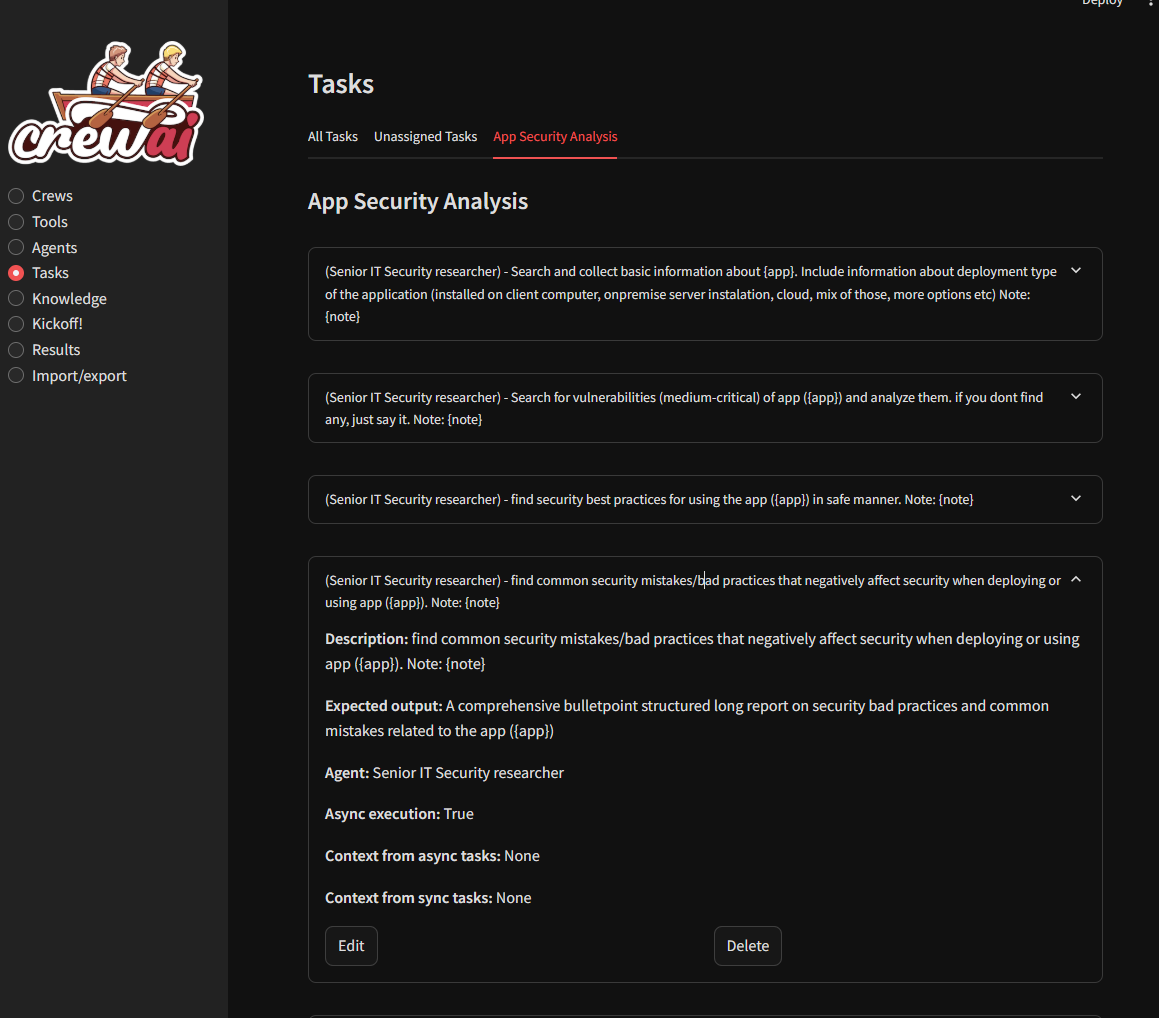 Deploy
crewai
Crews
Tools
Agents
Tasks
Knowledge
Kickoff!
Results
Import/export
Tasks
All Tasks Unassigned Tasks App Security Analysis
App Security Analysis
(Senior IT Security researcher) - Search and collect basic information about {app}. Include information about deployment type
of the application (installed on client computer, onpremise server instalation, cloud, mix of those, more options etc) Note:
{note}
(Senior IT Security researcher) - Search for vulnerabilities (medium-critical) of app ({app}) and analyze them. if you dont find
any, just say it. Note: {note}
(Senior IT Security researcher) - find security best practices for using the app ({app}) in safe manner. Note: {note}
(Senior IT Security researcher) - find common security mistakes/bad practices that negatively affect security when deploying or
using app ({app}). Note: {note}
Description: find common security mistakes/bad practices that negatively affect security when deploying or using
app ({app}). Note: {note}
Expected output: A comprehensive bulletpoint structured long report on security bad practices and common
mistakes related to the app ({app})
Agent: Senior IT Security researcher
Async execution: True
Context from async tasks: None
Context from sync tasks: None
Edit Delete